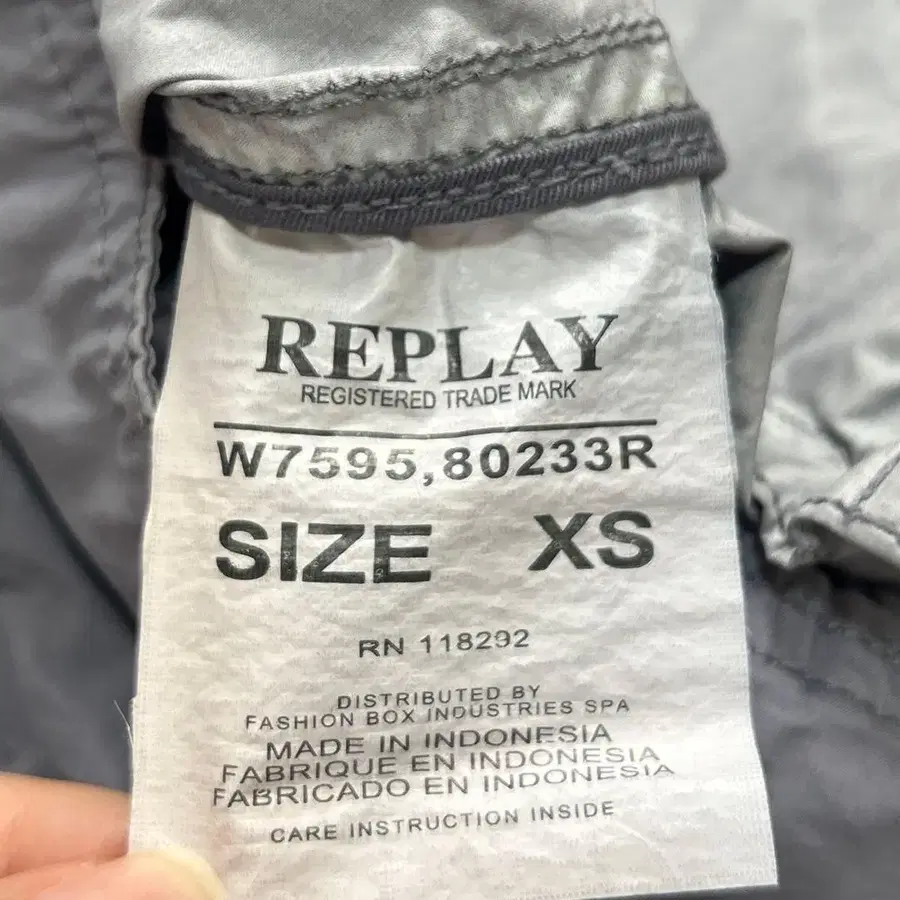 REPLAY
REGISTERED TRADE MARK
W7595,80233R
SIZE XS
RN 118292
DISTRIBUTED BY
FASHION BOX INDUSTRIES SPA
MADE IN INDONESIA
FABRIQUE EN INDONESIA
FABRICADO EN INDONESIA
CARE INSTRUCTION INSIDE